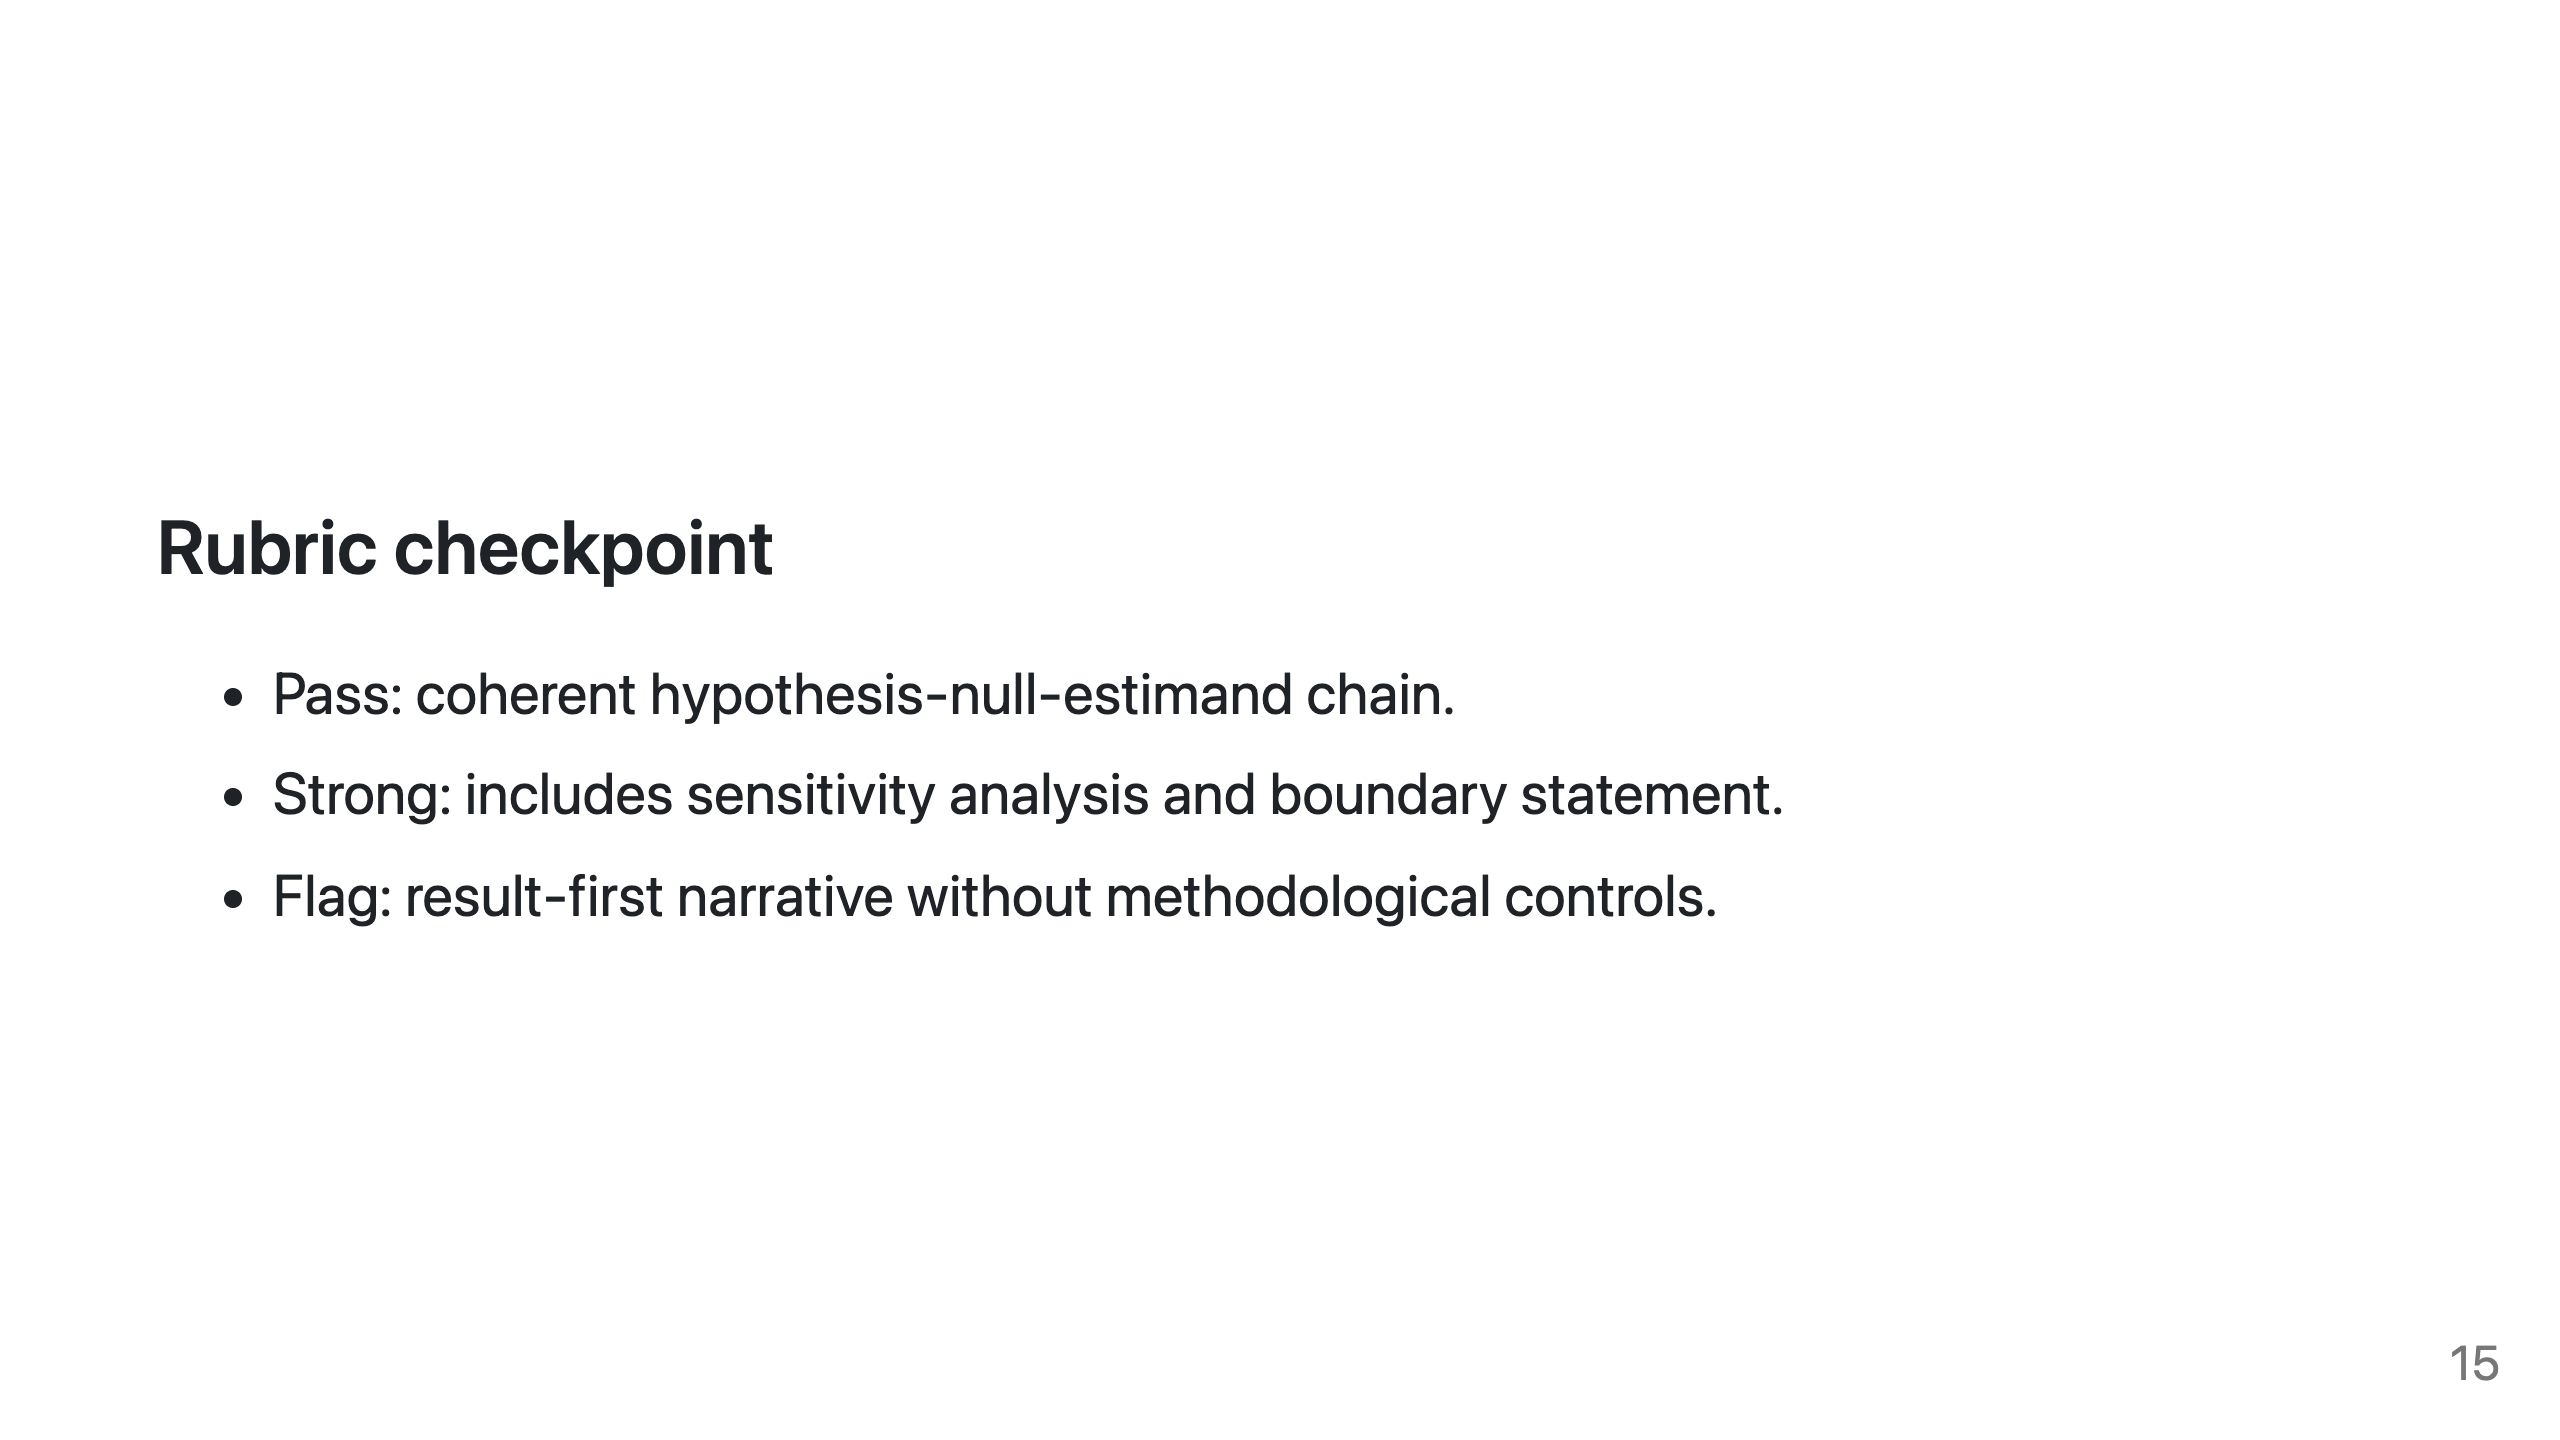 Rubric checkpoint
• Pass: coherent hypothesis-null-estimand chain.
• Strong: includes sensitivity analysis and boundary statement.
• Flag: result-first narrative without methodological controls.
15